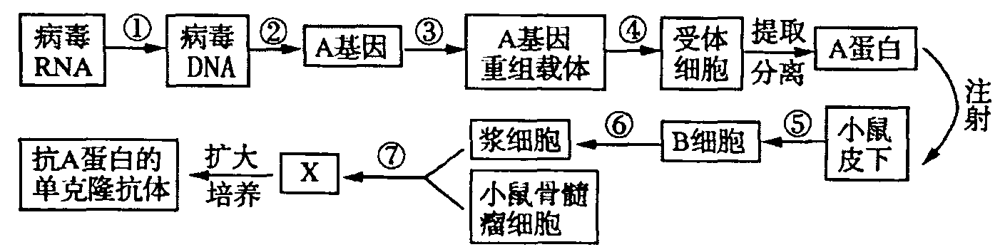 病毒
RNA
①
病毒
DNA
②
A基因
③
A基因
重组载体
④
受体
细胞
提取
分离
A蛋白
注射
小鼠
皮下
⑤
B细胞
⑥
浆细胞
小鼠骨髓
瘤细胞
⑦
X
扩大
培养
抗A蛋白的
单克隆抗体